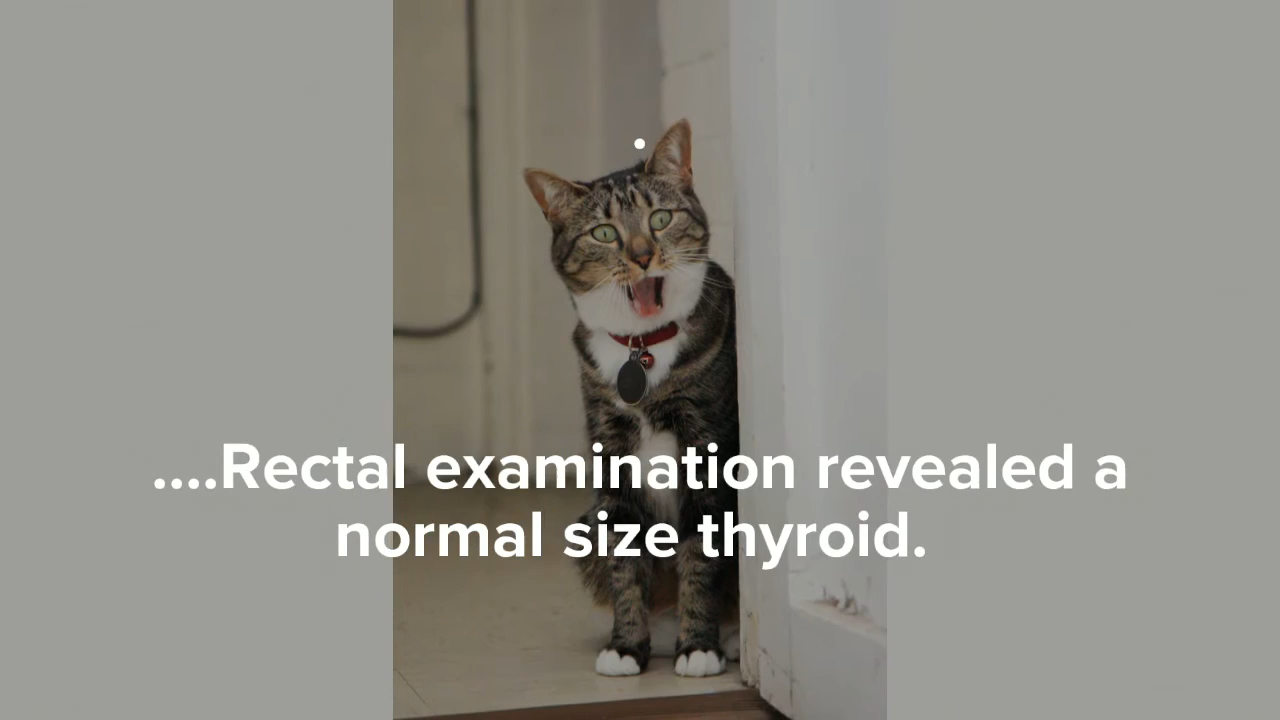 ....Rectal examination revealed a
normal size thyroid.